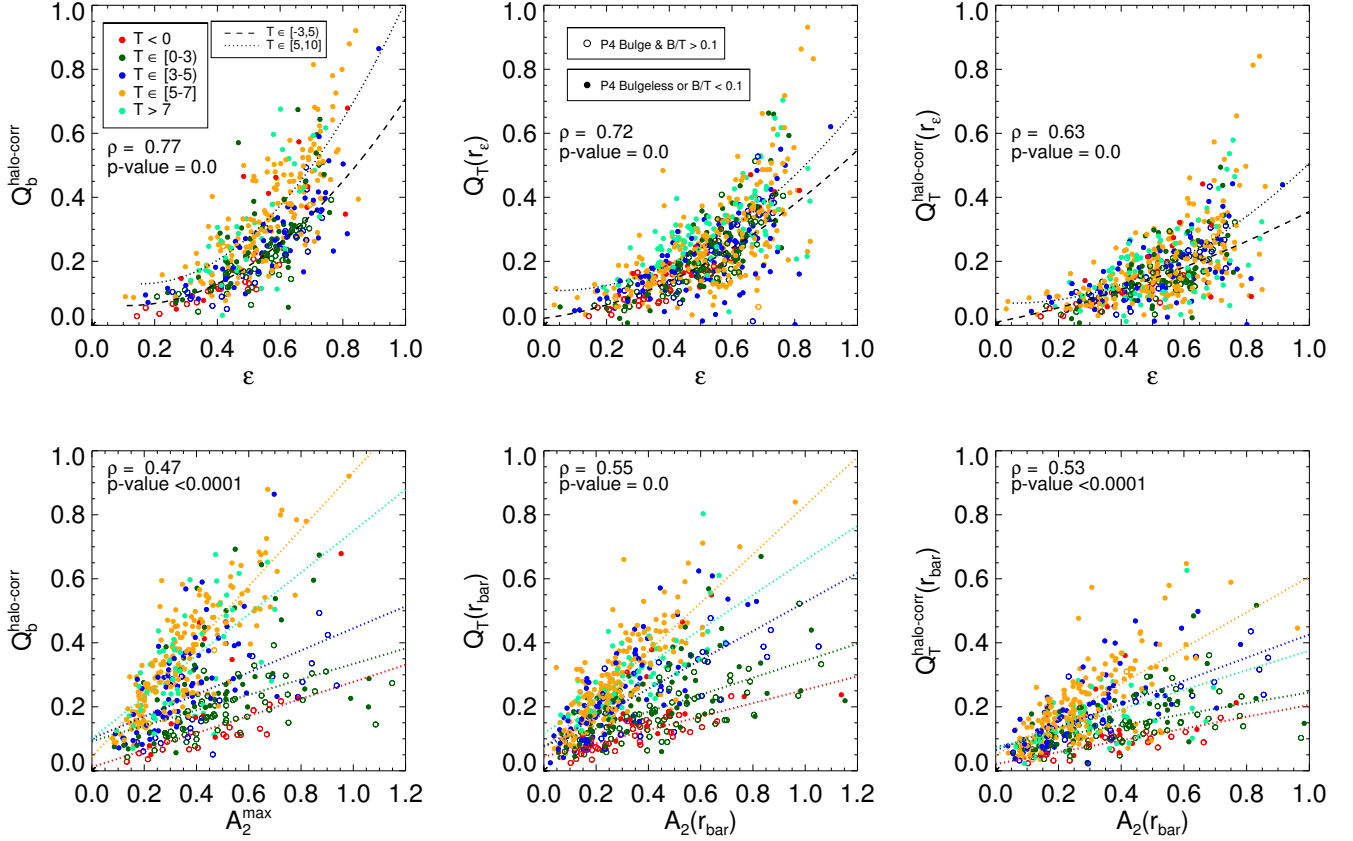 1.0
0.8
0.6
0.4
0.2
0.0
Q_b^halo-corr
T < 0
T ∈ [0-3)
T ∈ [3-5)
T ∈ [5-7]
T > 7
T ∈ [-3,5)
T ∈ [5,10]
ρ = 0.77
p-value = 0.0
0.0 0.2 0.4 0.6 0.8 1.0
ε
1.0
0.8
0.6
0.4
0.2
0.0
Q_T(r_ε)
P4 Bulge & B/T > 0.1
P4 Bulgeless or B/T < 0.1
ρ = 0.72
p-value = 0.0
0.0 0.2 0.4 0.6 0.8 1.0
ε
1.0
0.8
0.6
0.4
0.2
0.0
Q_T^halo-corr(r_ε)
ρ = 0.63
p-value = 0.0
0.0 0.2 0.4 0.6 0.8 1.0
ε
1.0
0.8
0.6
0.4
0.2
0.0
Q_b^halo-corr
ρ = 0.47
p-value <0.0001
0.0 0.2 0.4 0.6 0.8 1.0 1.2
A_2^max
1.0
0.8
0.6
0.4
0.2
0.0
Q_T(r_bar)
ρ = 0.55
p-value = 0.0
0.0 0.2 0.4 0.6 0.8 1.0 1.2
A_2(r_bar)
1.0
0.8
0.6
0.4
0.2
0.0
Q_T^halo-corr(r_bar)
ρ = 0.53
p-value <0.0001
0.0 0.2 0.4 0.6 0.8 1.0
A_2(r_bar)